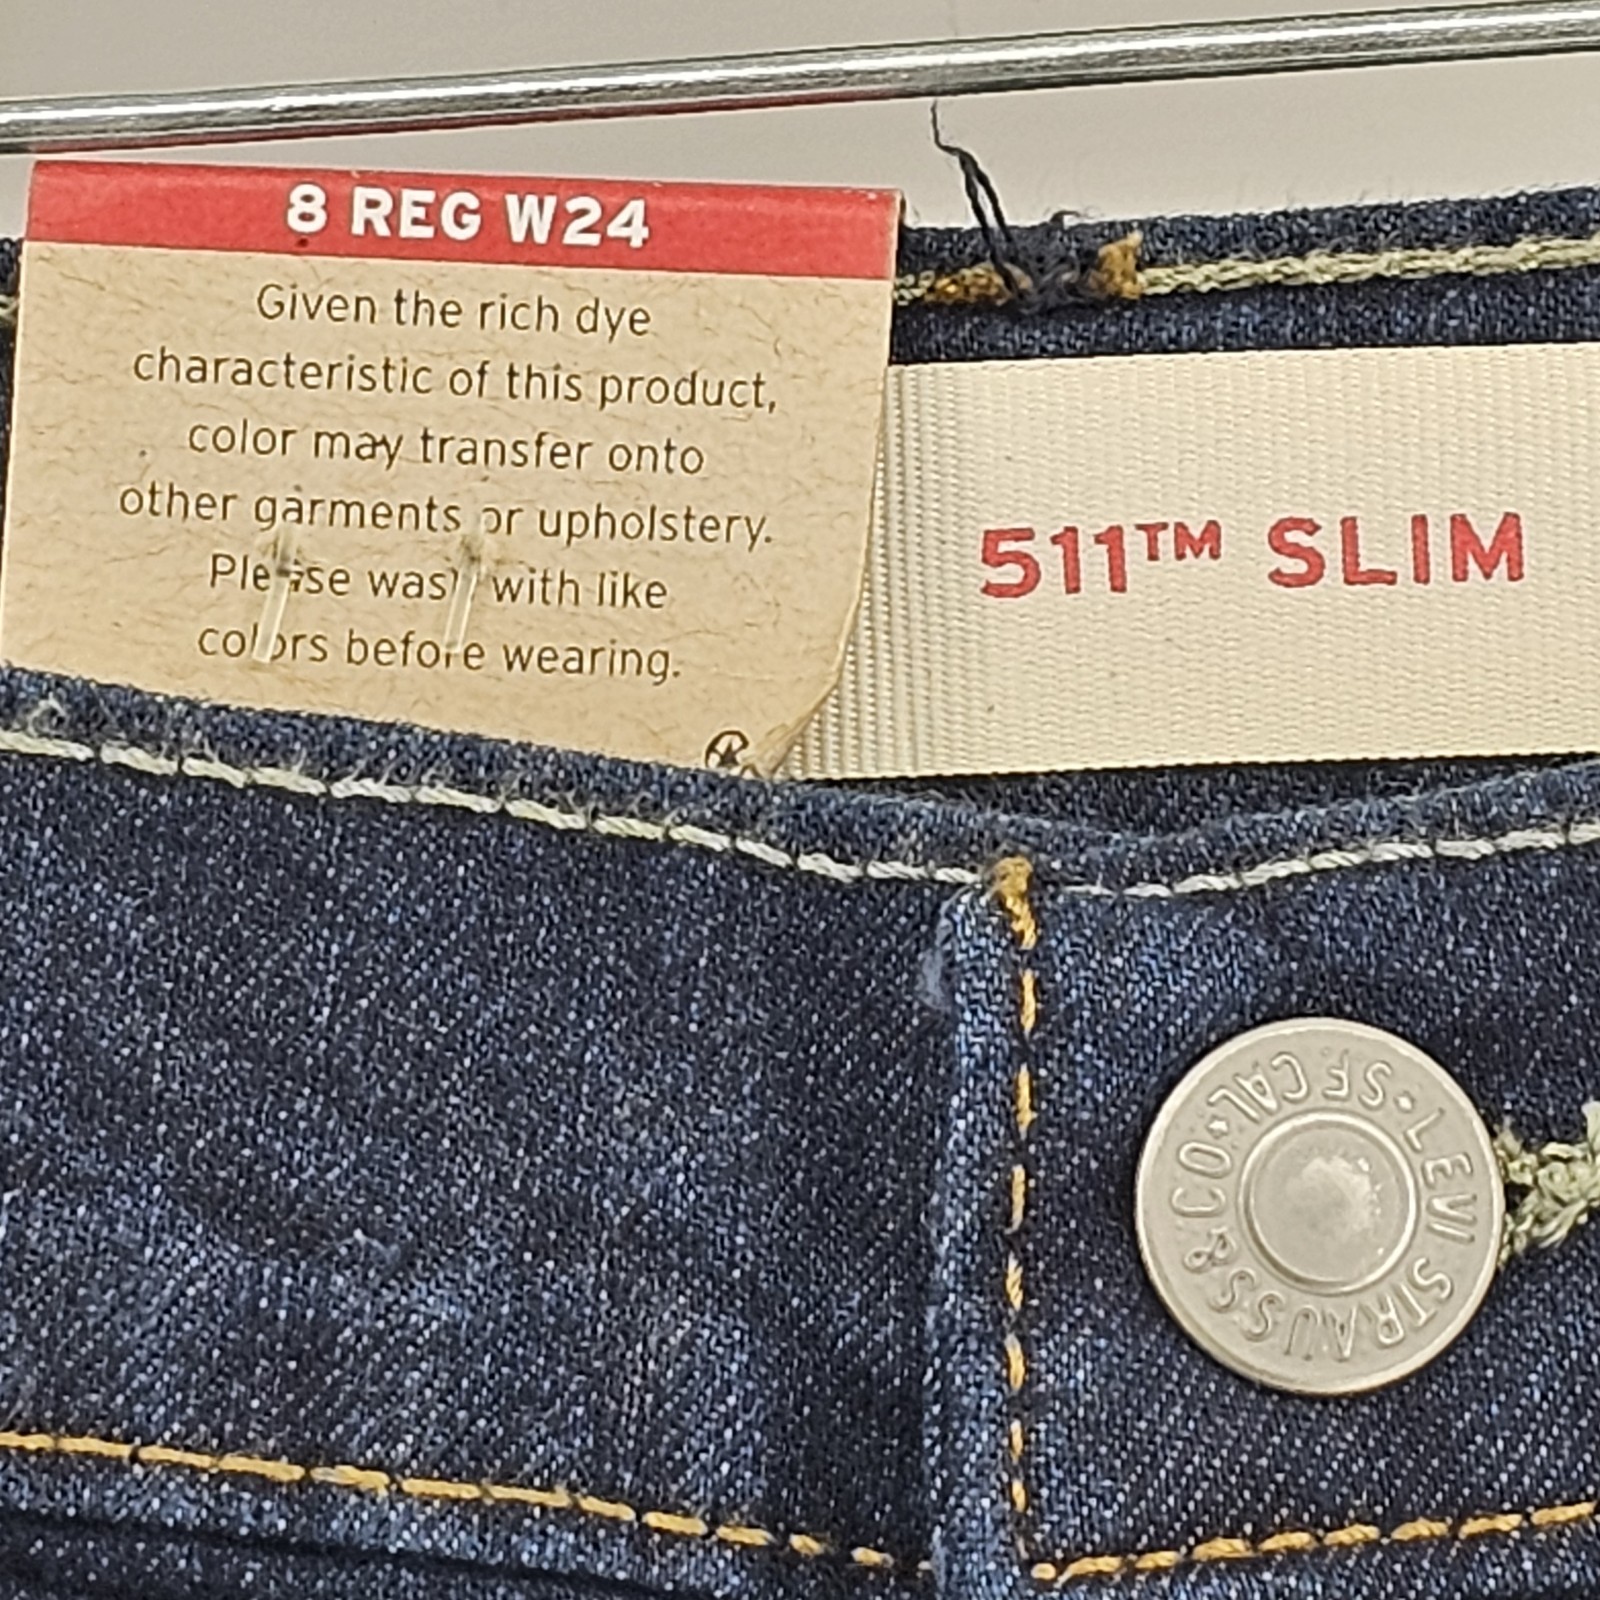 8 REG W24
Given the rich dye
characteristic of this product,
color may transfer onto
other garments or upholstery.
Please wash with like
colors before wearing.
511™ SLIM
LEVI STRAUSS & CO • SF CAL •